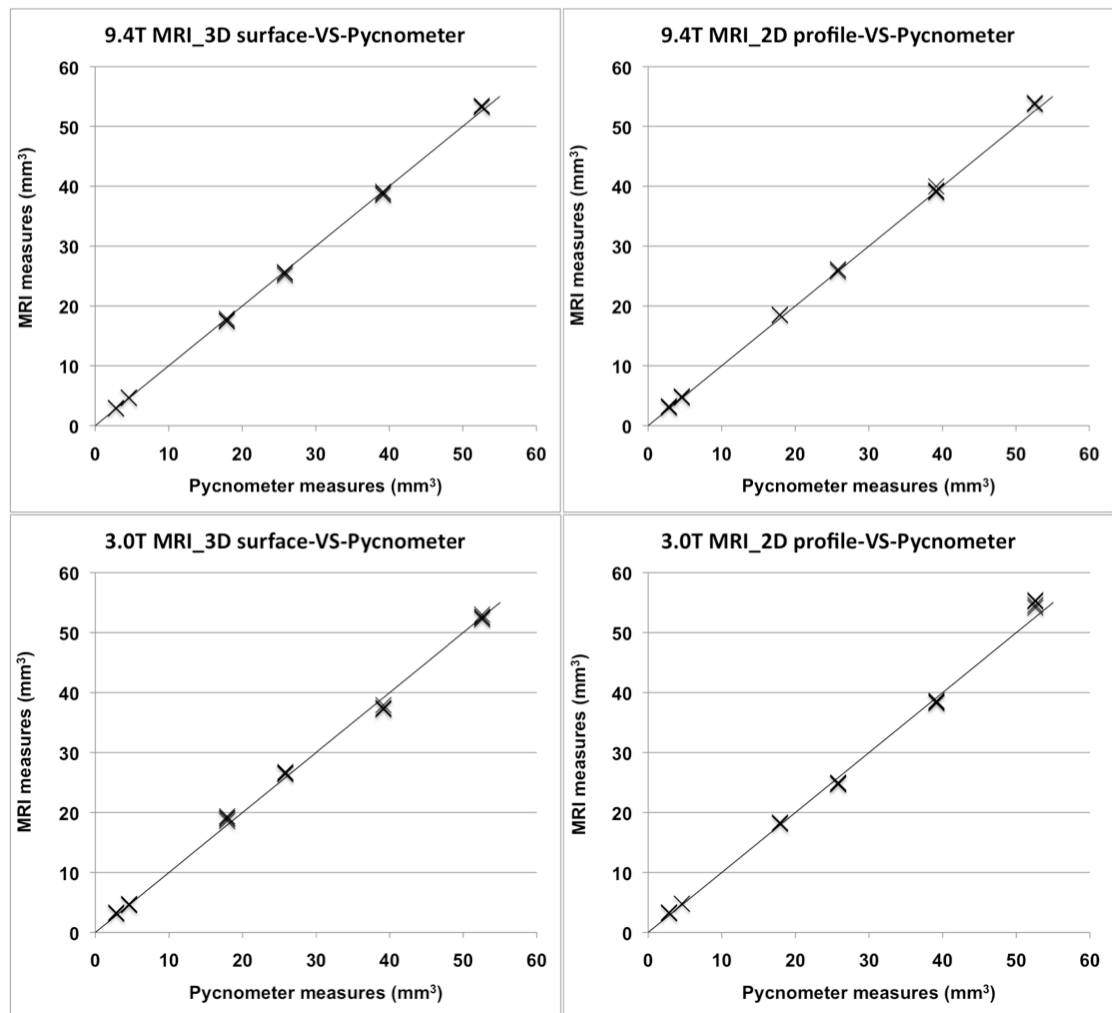 9.4T MRI_3D surface-VS-Pycnometer
60
50
40
30
20
10
0
MRI measures (mm³)
0 10 20 30 40 50 60
Pycnometer measures (mm³)
9.4T MRI_2D profile-VS-Pycnometer
60
50
40
30
20
10
0
MRI measures (mm³)
0 10 20 30 40 50 60
Pycnometer measures (mm³)
3.0T MRI_3D surface-VS-Pycnometer
60
50
40
30
20
10
0
MRI measures (mm³)
0 10 20 30 40 50 60
Pycnometer measures (mm³)
3.0T MRI_2D profile-VS-Pycnometer
60
50
40
30
20
10
0
MRI measures (mm³)
0 10 20 30 40 50 60
Pycnometer measures (mm³)